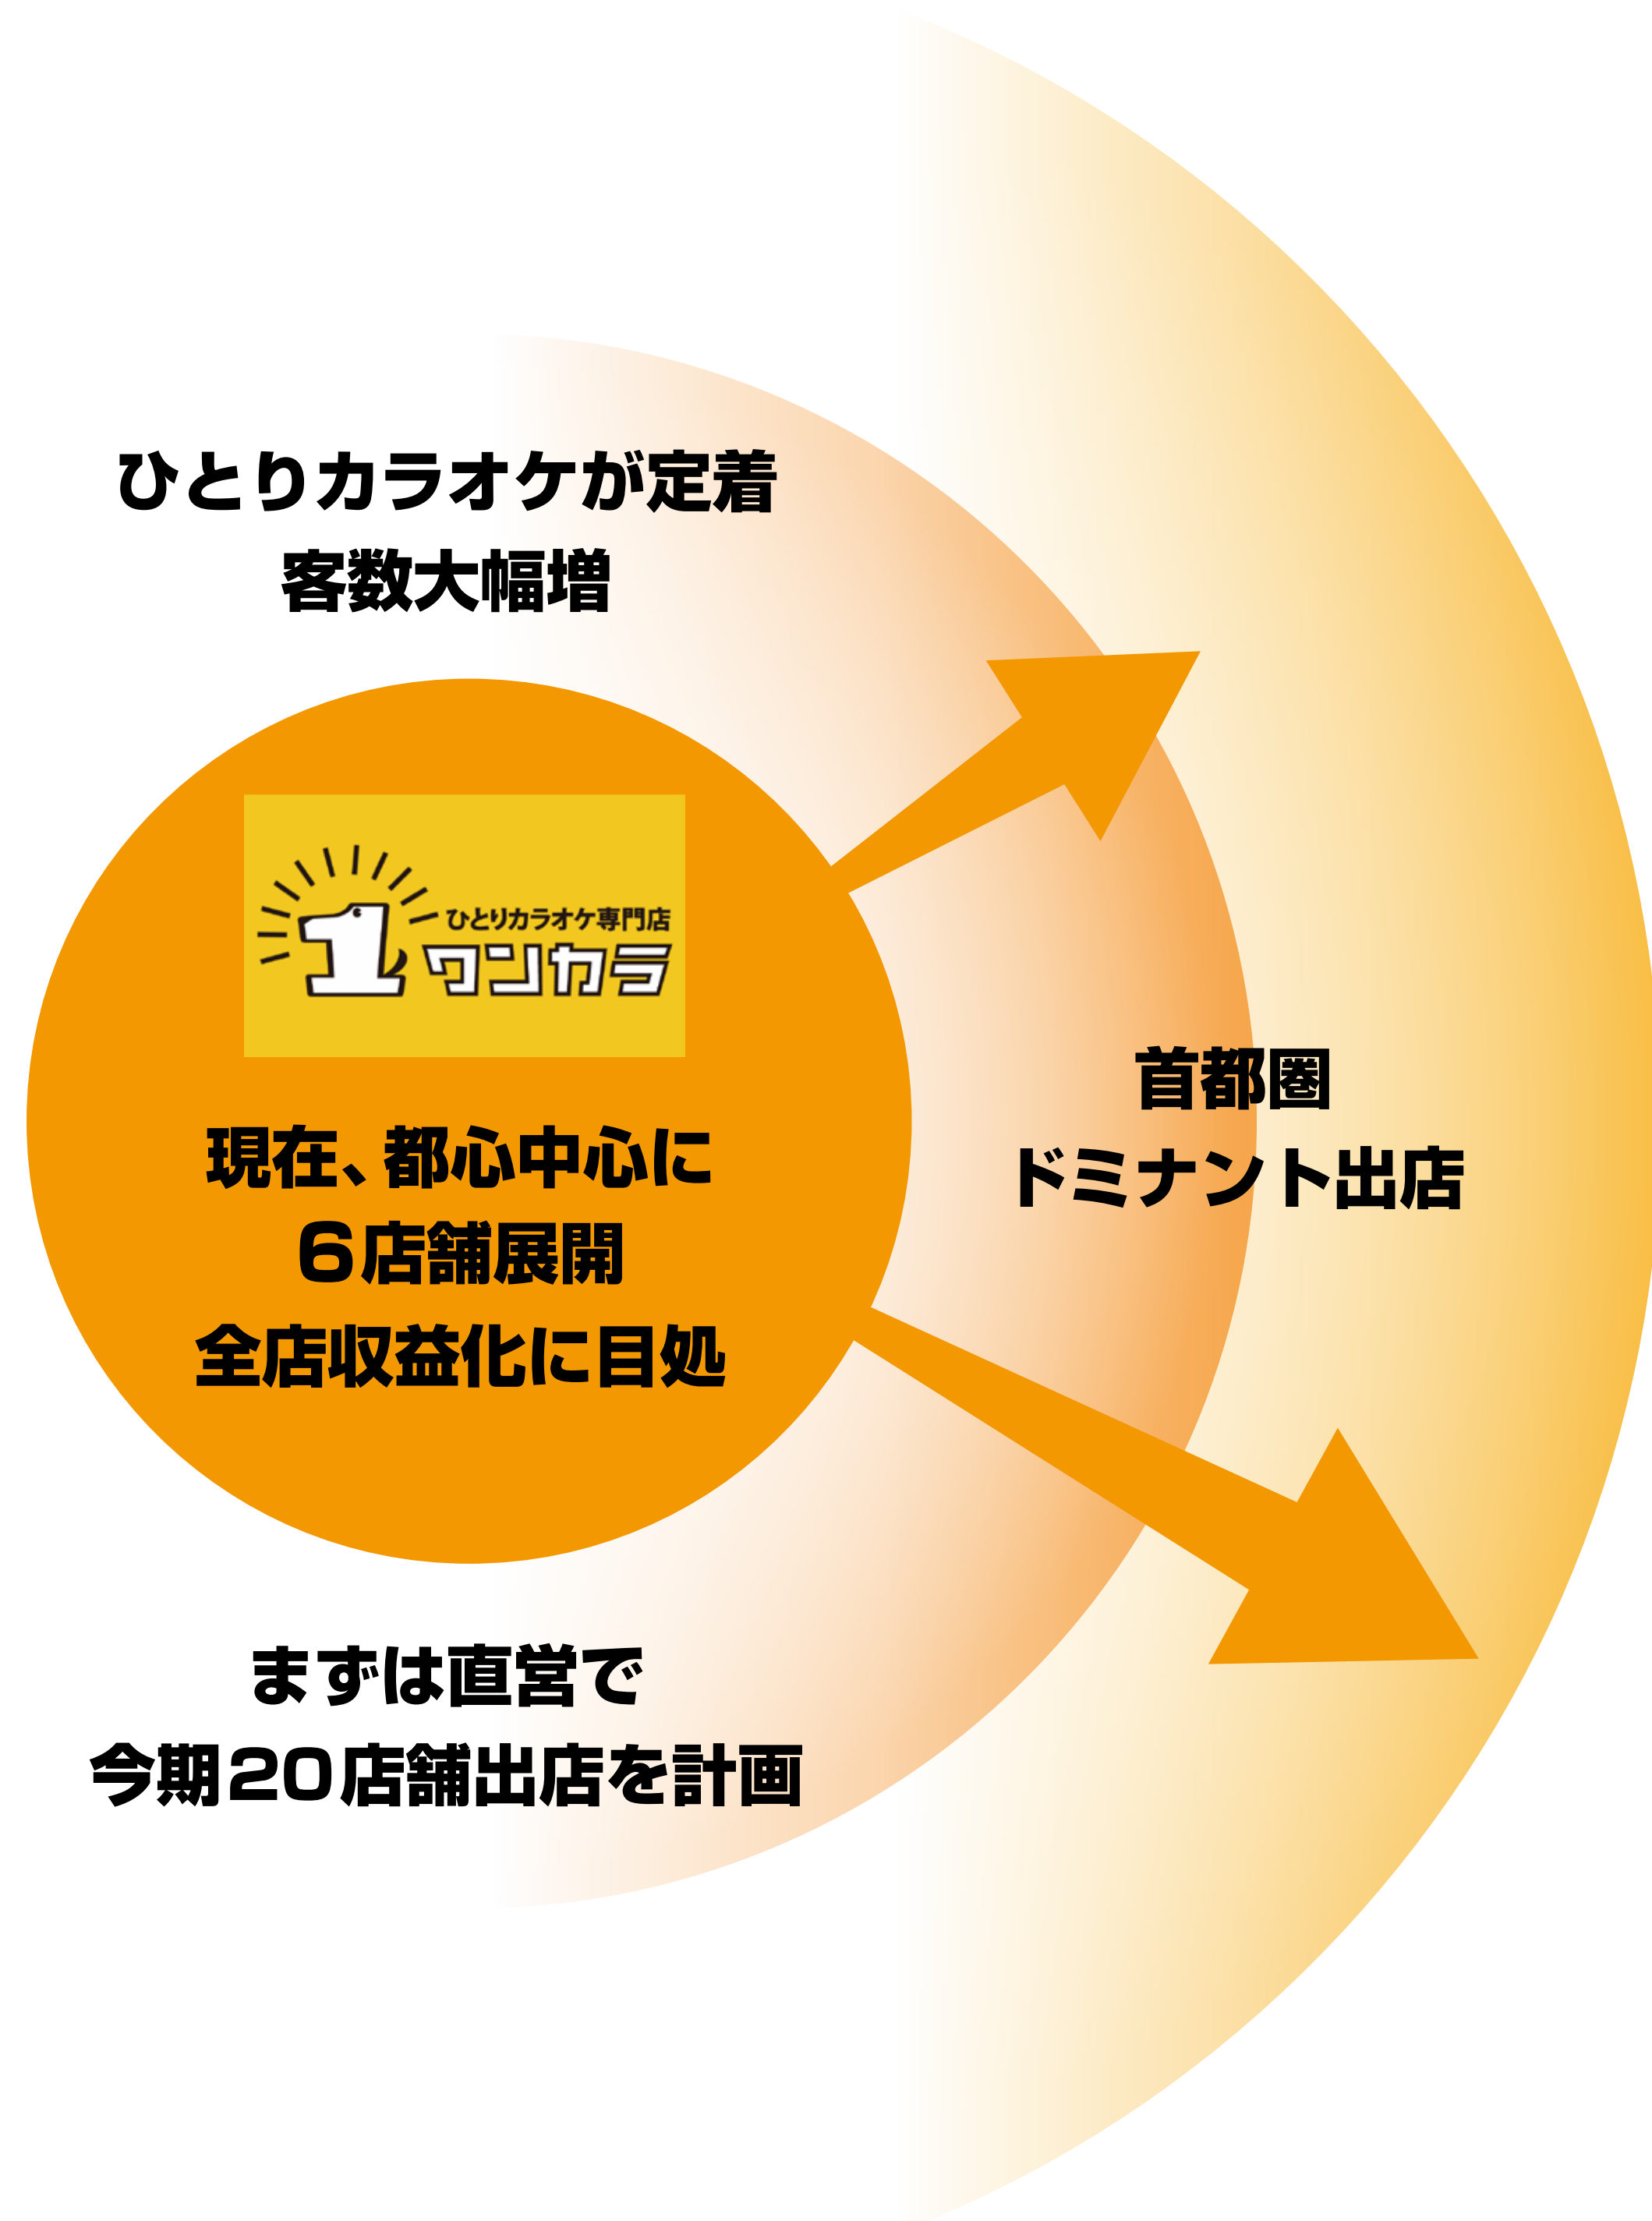 ひとりカラオケが定着
客数大幅増
ひとりカラオケ専門店
ワンカラ
現在、都心中心に
6店舗展開
全店収益化に目処
首都圏
ドミナント出店
まずは直営で
今期20店舗出店を計画